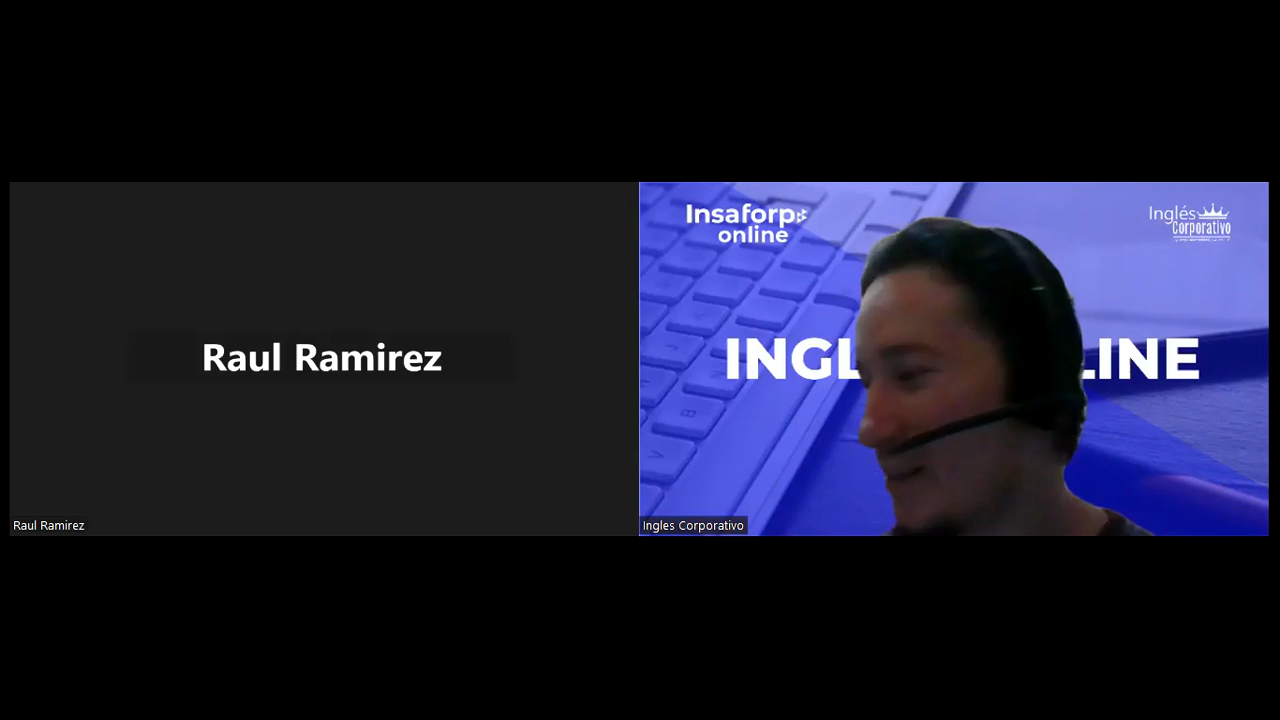 Raul Ramirez
Raul Ramirez
Insaforp
online
Inglés
Corporativo
INGL LINE
Ingles Corporativo